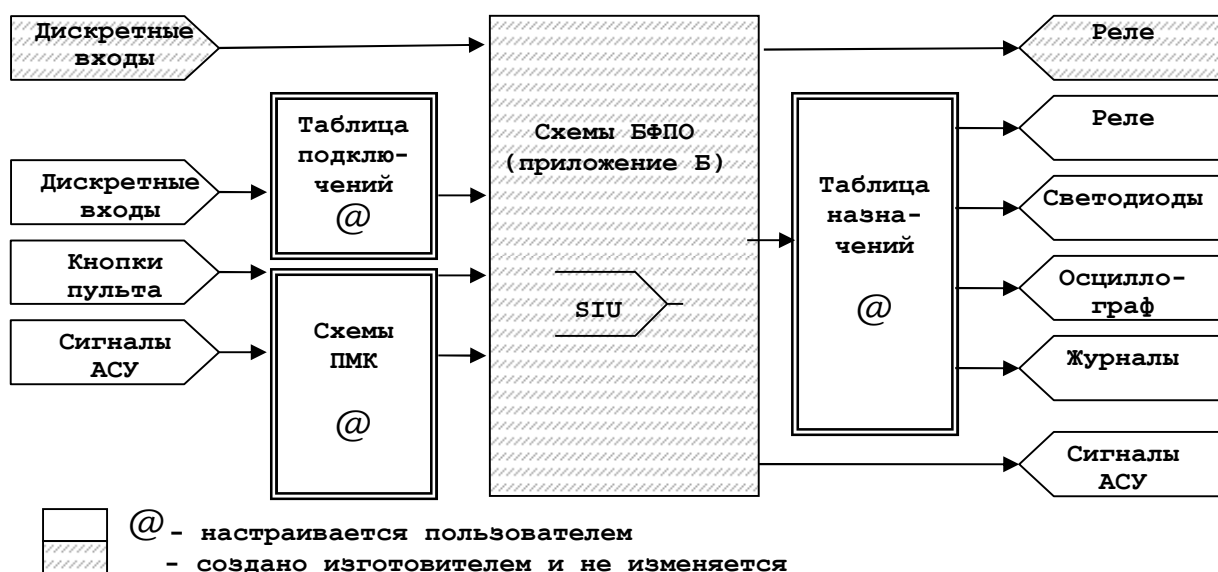 Дискретные
входы
Реле
Таблица
подклю-
чений
@
Схемы БФПО
(приложение Б)
Таблица
назна-
чений
@
Реле
Дискретные
входы
Светодиоды
Кнопки
пульта
SIU
Осцилло-
граф
Сигналы
АСУ
Схемы
ПМК
@
Журналы
Сигналы
АСУ
@ - настраивается пользователем
- создано изготовителем и не изменяется